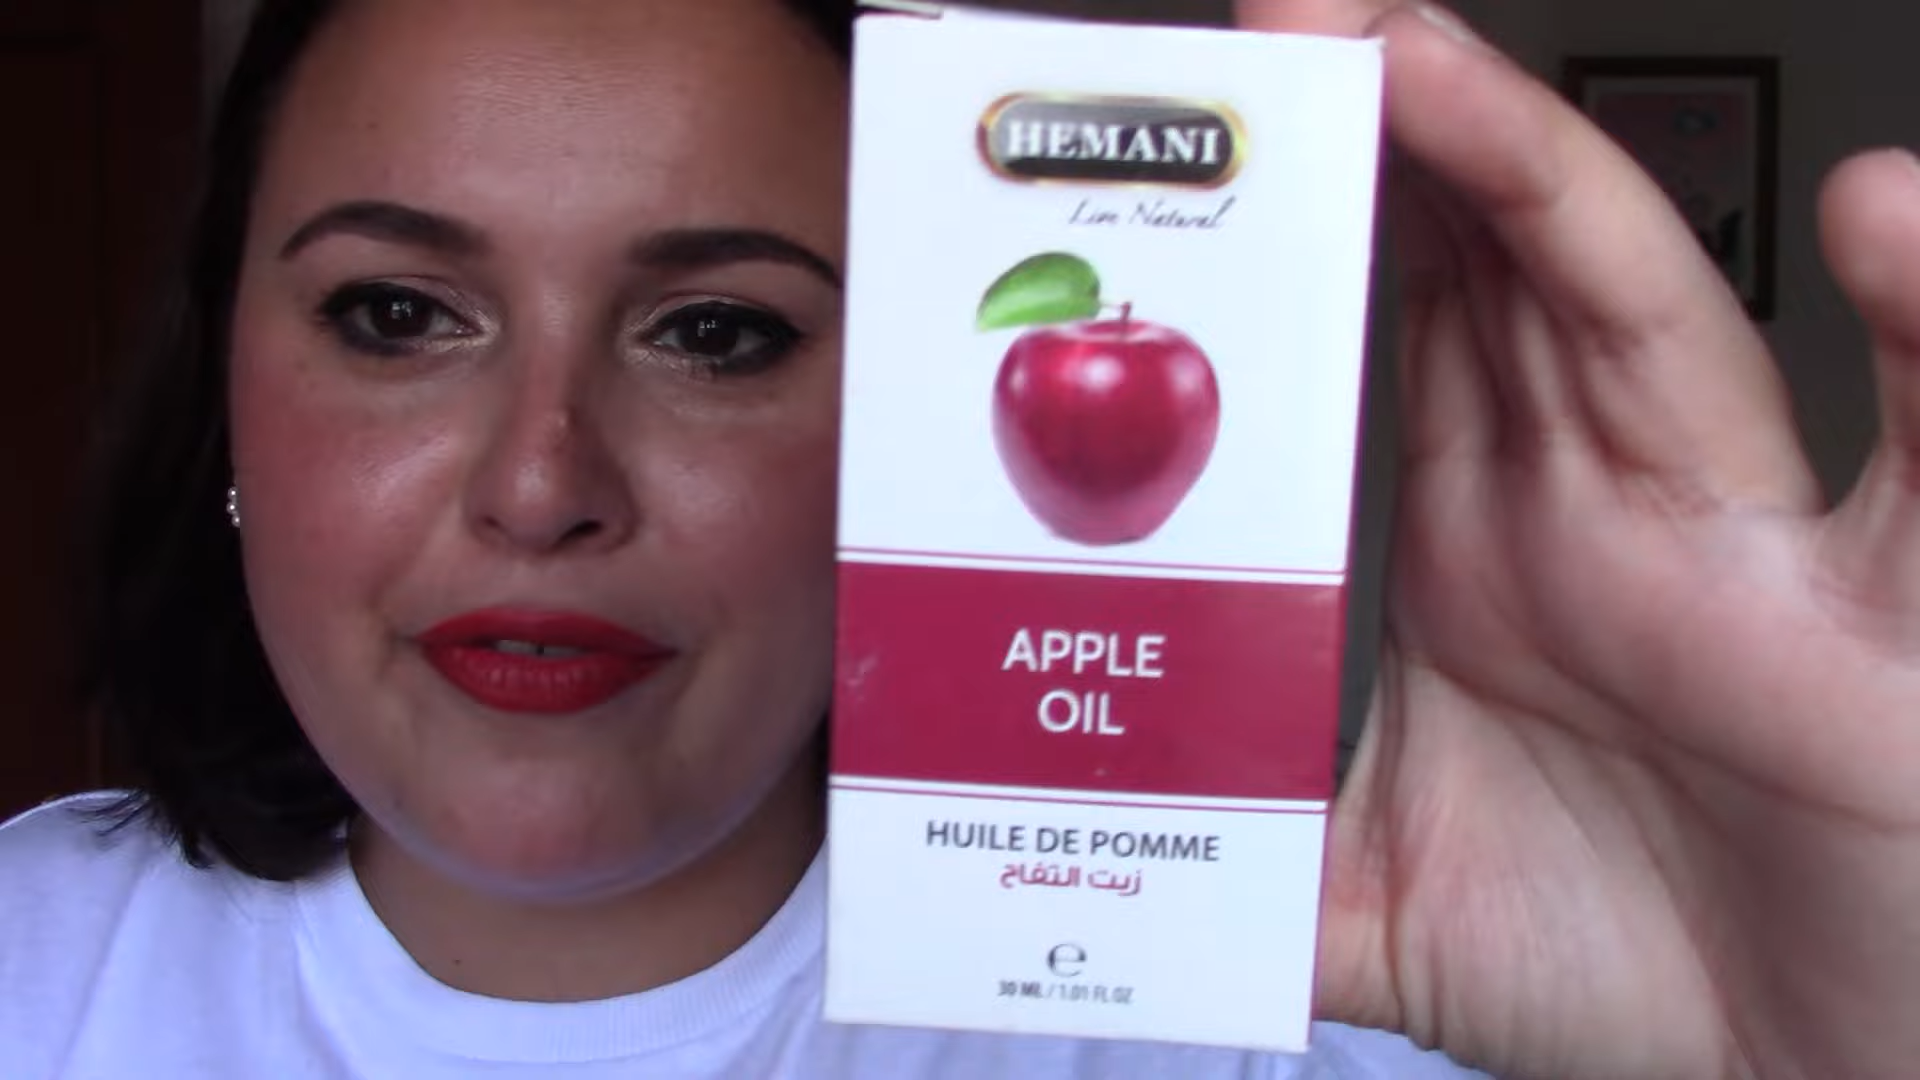 HEMANI
Live Natural
APPLE
OIL
HUILE DE POMME
زيت التفاح
e
30 ML / 1.01 FL OZ